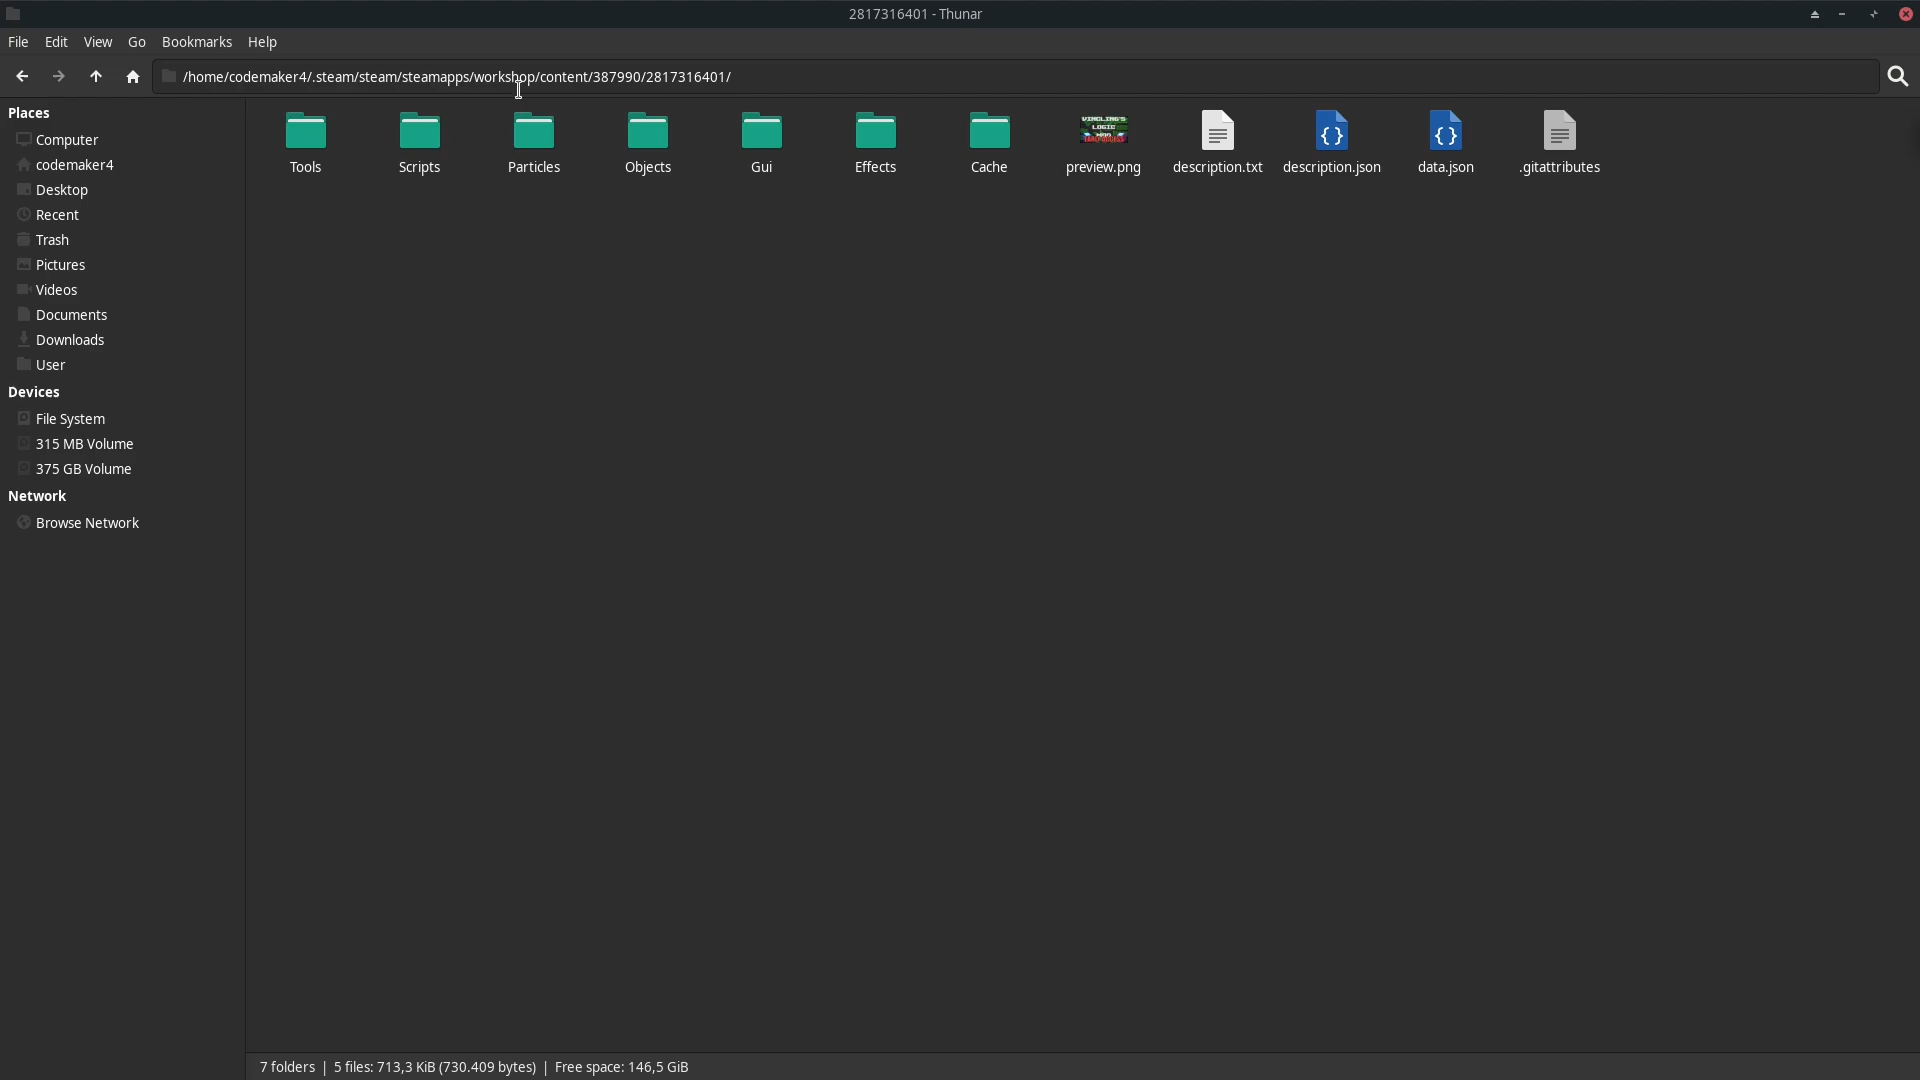 2817316401 - Thunar
File Edit View Go Bookmarks Help
/home/codemaker4/.steam/steam/steamapps/workshop/content/387990/2817316401/
Places
Computer
codemaker4
Desktop
Recent
Trash
Pictures
Videos
Documents
Downloads
User
Devices
File System
315 MB Volume
375 GB Volume
Network
Browse Network
Tools Scripts Particles Objects Gui Effects Cache preview.png description.txt description.json data.json .gitattributes
VINCLING'S
LOGIC
7 folders | 5 files: 713,3 KiB (730.409 bytes) | Free space: 146,5 GiB